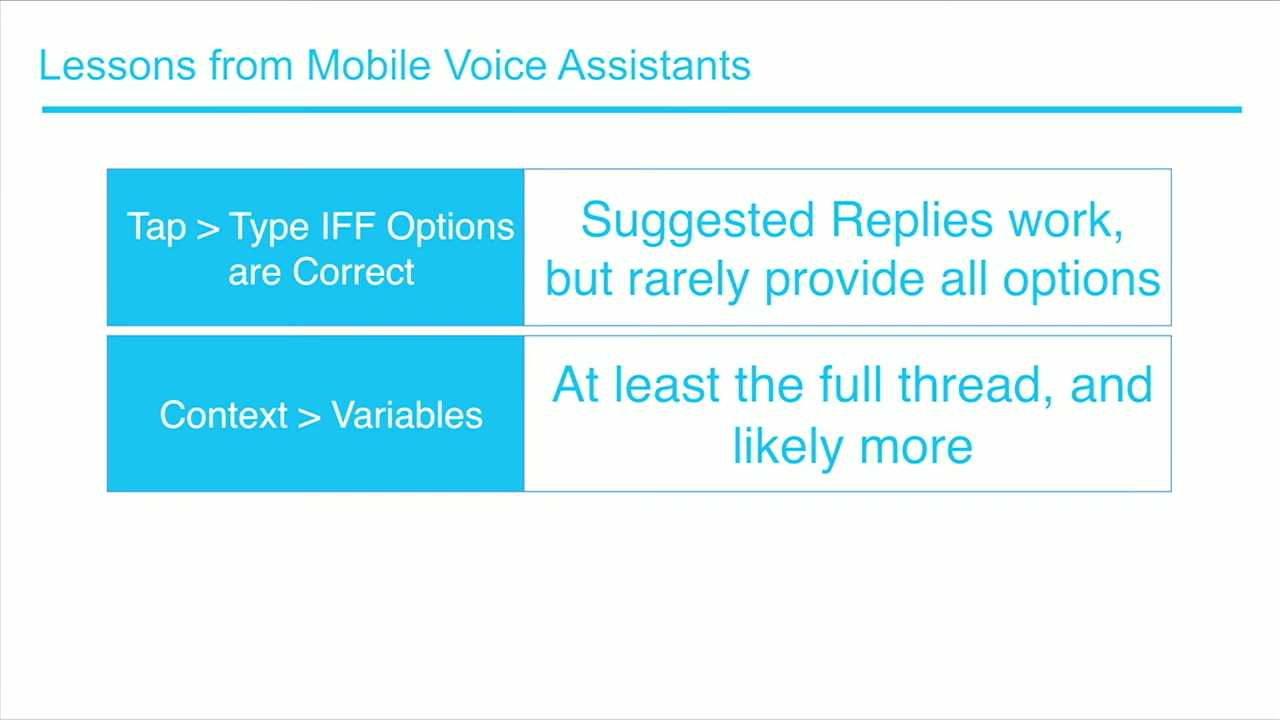 Lessons from Mobile Voice Assistants
Tap > Type IFF Options
are Correct
Suggested Replies work,
but rarely provide all options
Context > Variables
At least the full thread, and
likely more